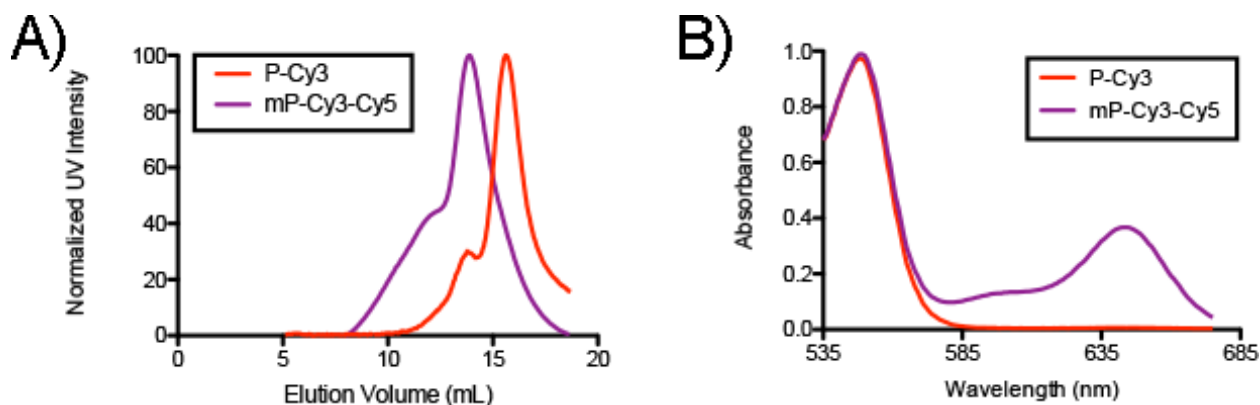 A)
Normalized UV Intensity
100
80
60
40
20
0
0
5
10
15
20
Elution Volume (mL)
P-Cy3
mP-Cy3-Cy5
B)
Absorbance
1.0
0.8
0.6
0.4
0.2
0.0
535
585
635
685
Wavelength (nm)
P-Cy3
mP-Cy3-Cy5